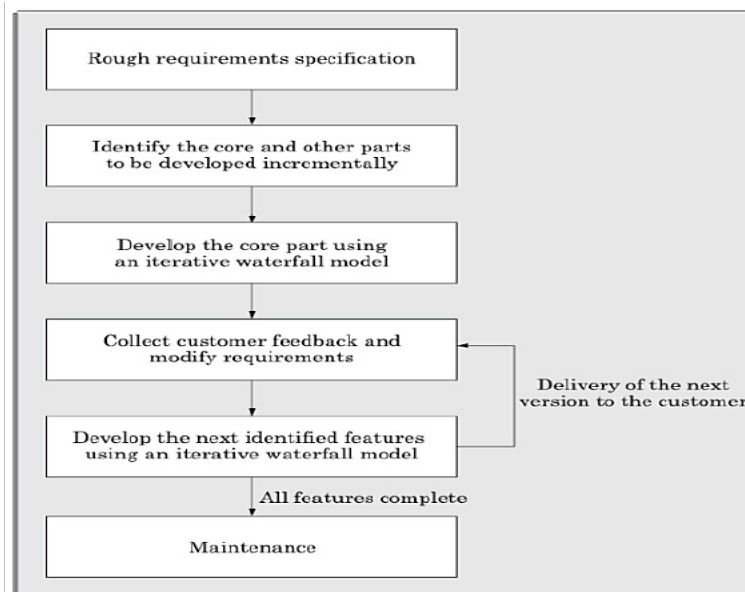 Rough requirements specification
Identify the core and other parts
to be developed incrementally
Develop the core part using
an iterative waterfall model
Collect customer feedback and
modify requirements
Delivery of the next
version to the customer
Develop the next identified features
using an iterative waterfall model
All features complete
Maintenance